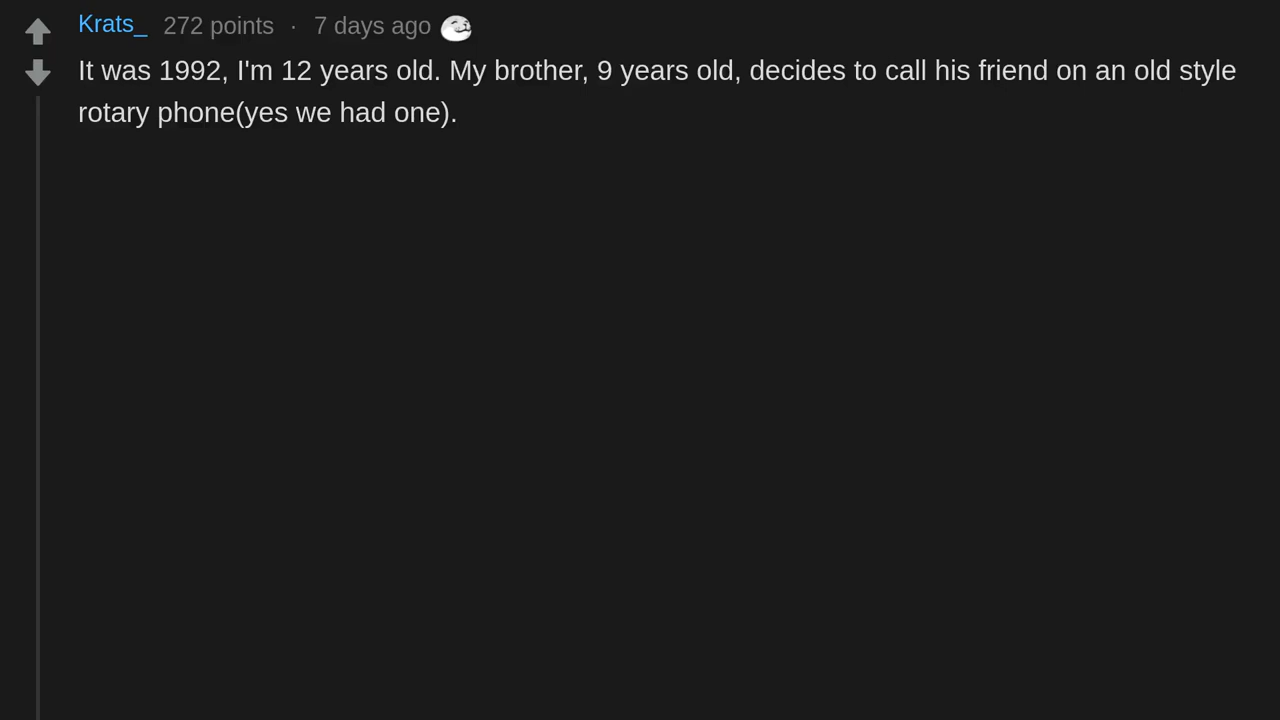 Krats_ 272 points · 7 days ago
It was 1992, I'm 12 years old. My brother, 9 years old, decides to call his friend on an old style
rotary phone(yes we had one).